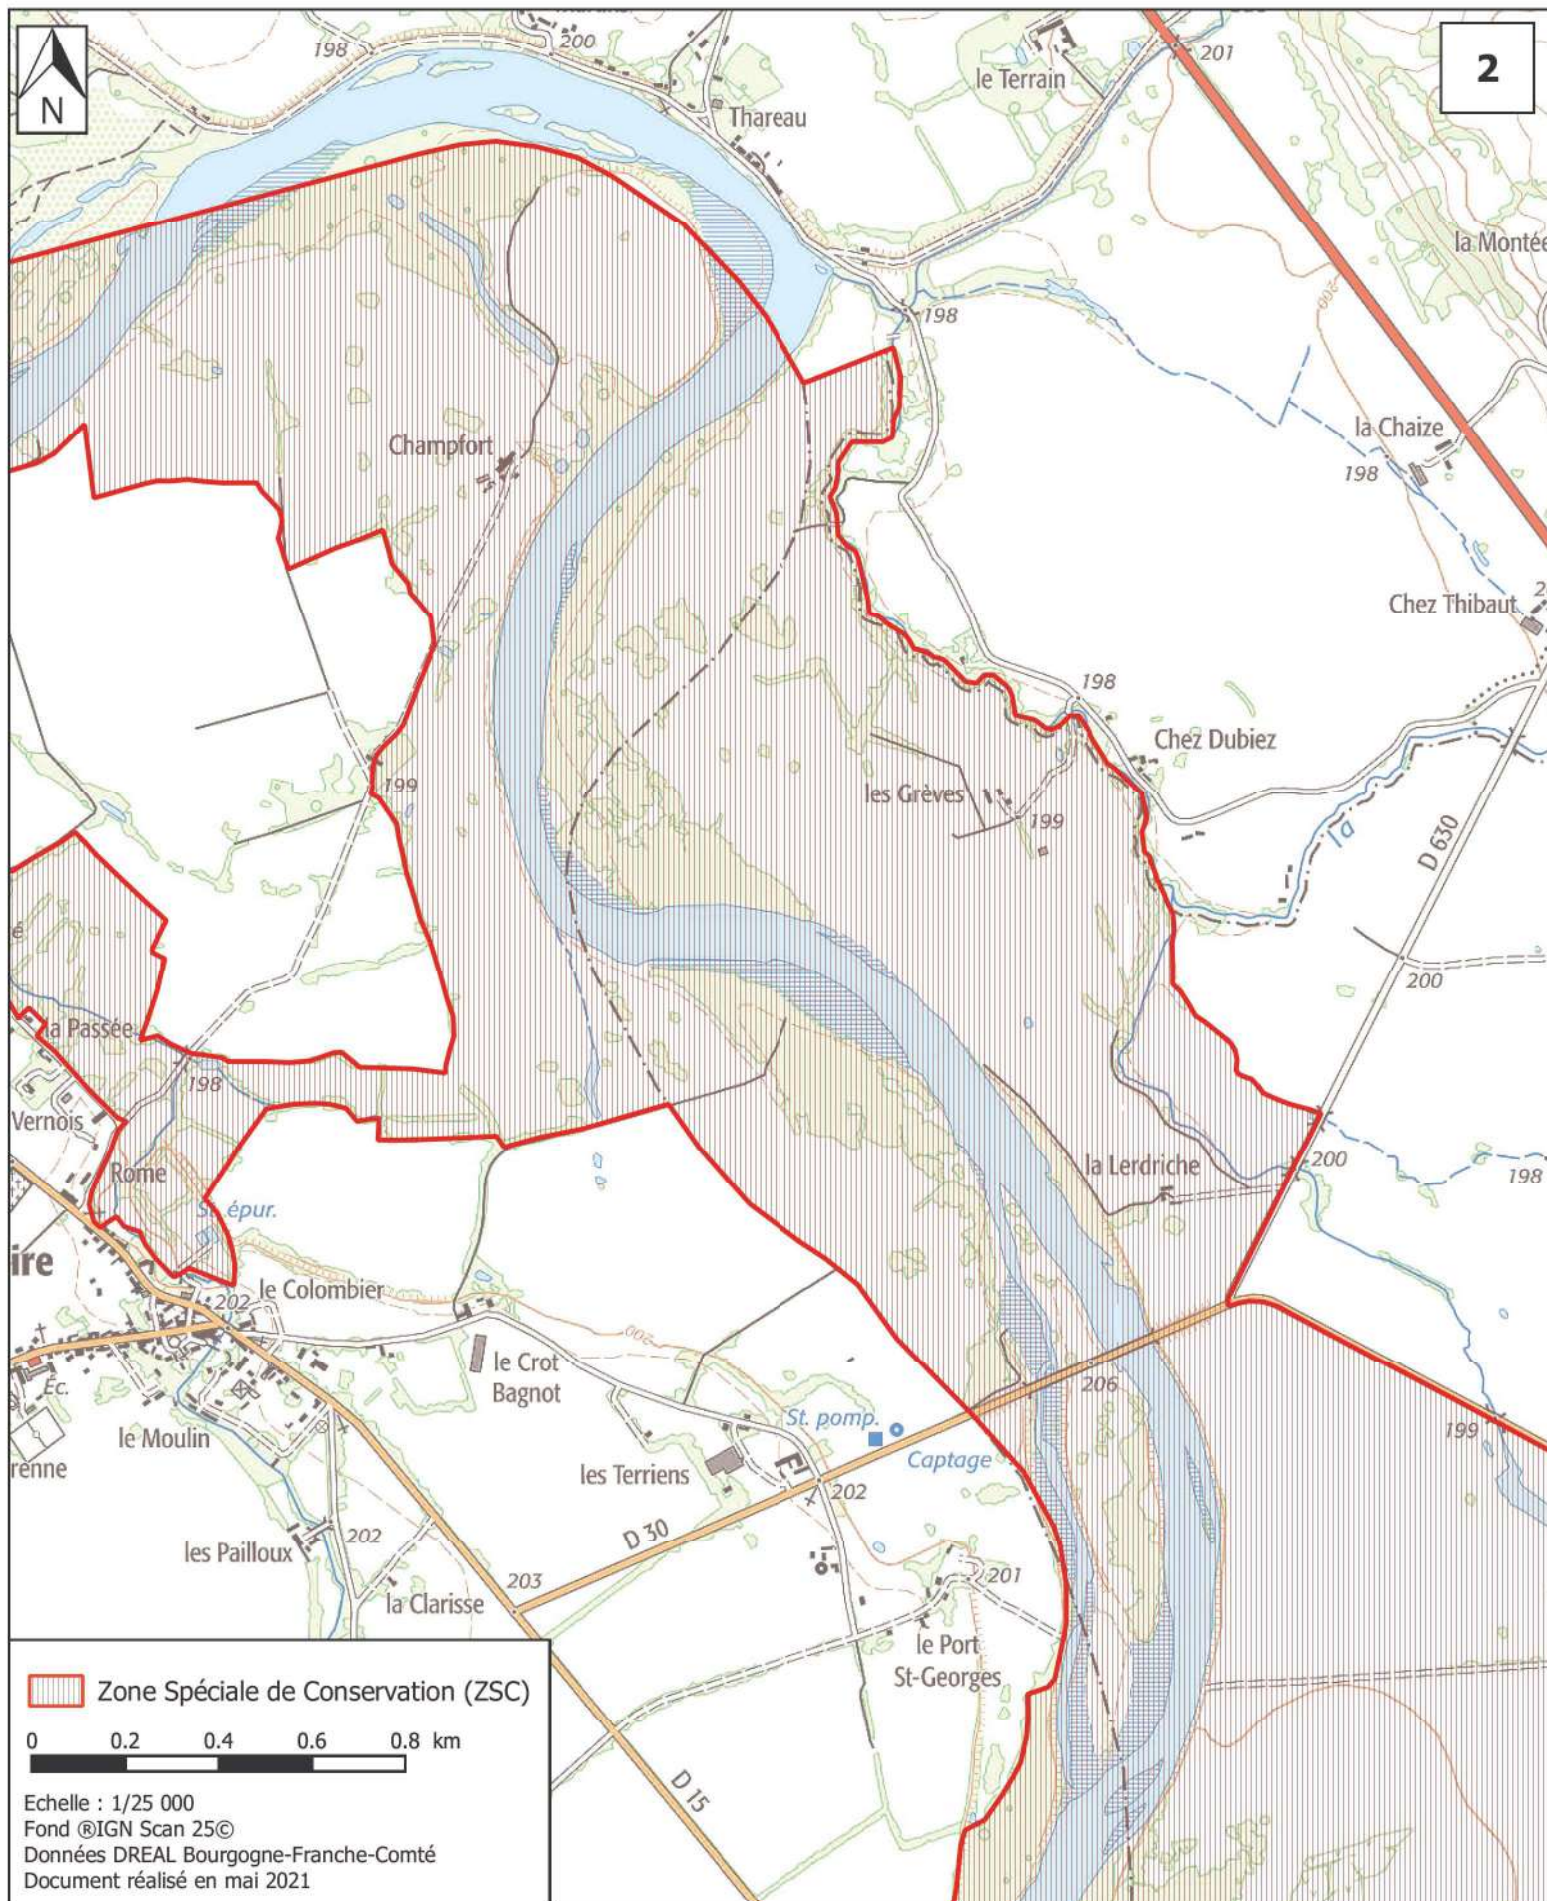 N
2
198
200
201
le Terrain
Thareau
la Montée
198
200
Champfort
la Chaize
198
Chez Thibaut
198
Chez Dubiez
199
les Grèves
199
la
D 630
200
la Passée
198
Vernois
Rome
St. épur.
la Lerdriche
200
198
ire
202
le Colombier
200
le Crot
Bagnot
206
Ec.
St. pomp.
Captage
199
le Moulin
renne
les Terriens
202
les Pailloux
202
D 30
203
201
la Clarisse
le Port
St-Georges
D 15
Zone Spéciale de Conservation (ZSC)
0 0.2 0.4 0.6 0.8 km
Echelle : 1/25 000
Fond ®IGN Scan 25©
Données DREAL Bourgogne-Franche-Comté
Document réalisé en mai 2021